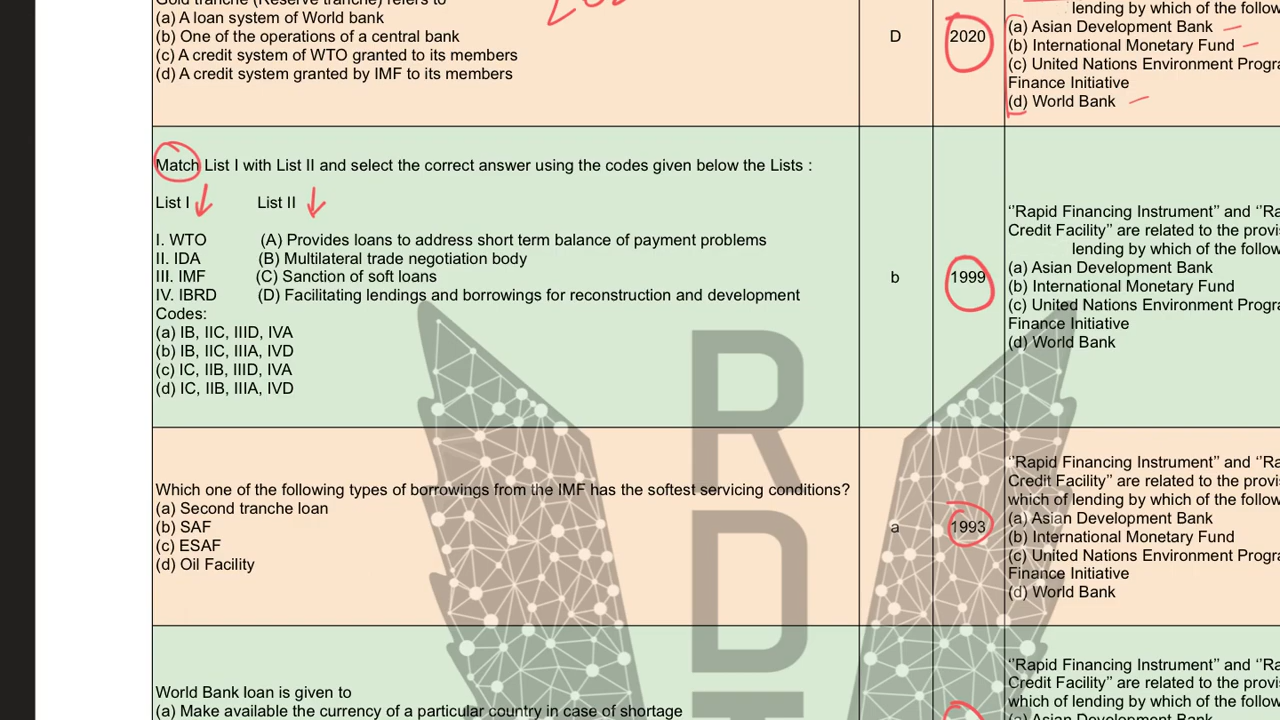 Gold tranche (Reserve tranche) refers to
(a) A loan system of World bank
(b) One of the operations of a central bank
(c) A credit system of WTO granted to its members
(d) A credit system granted by IMF to its members
D
2020
lending by which of the follow
(a) Asian Development Bank
(b) International Monetary Fund
(c) United Nations Environment Progra
Finance Initiative
(d) World Bank
Match List I with List II and select the correct answer using the codes given below the Lists :
List I List II
I. WTO (A) Provides loans to address short term balance of payment problems
II. IDA (B) Multilateral trade negotiation body
III. IMF (C) Sanction of soft loans
IV. IBRD (D) Facilitating lendings and borrowings for reconstruction and development
Codes:
(a) IB, IIC, IIID, IVA
(b) IB, IIC, IIIA, IVD
(c) IC, IIB, IIID, IVA
(d) IC, IIB, IIIA, IVD
b
1999
‘’Rapid Financing Instrument” and ‘’Ra
Credit Facility” are related to the provis
lending by which of the follow
(a) Asian Development Bank
(b) International Monetary Fund
(c) United Nations Environment Progra
Finance Initiative
(d) World Bank
Which one of the following types of borrowings from the IMF has the softest servicing conditions?
(a) Second tranche loan
(b) SAF
(c) ESAF
(d) Oil Facility
a
1993
‘’Rapid Financing Instrument” and ‘’Ra
Credit Facility” are related to the provis
which of lending by which of the follow
(a) Asian Development Bank
(b) International Monetary Fund
(c) United Nations Environment Progra
Finance Initiative
(d) World Bank
World Bank loan is given to
(a) Make available the currency of a particular country in case of shortage
‘’Rapid Financing Instrument” and ‘’Ra
Credit Facility” are related to the provis
which of lending by which of the follow
(a) Asian Development Bank
R
D